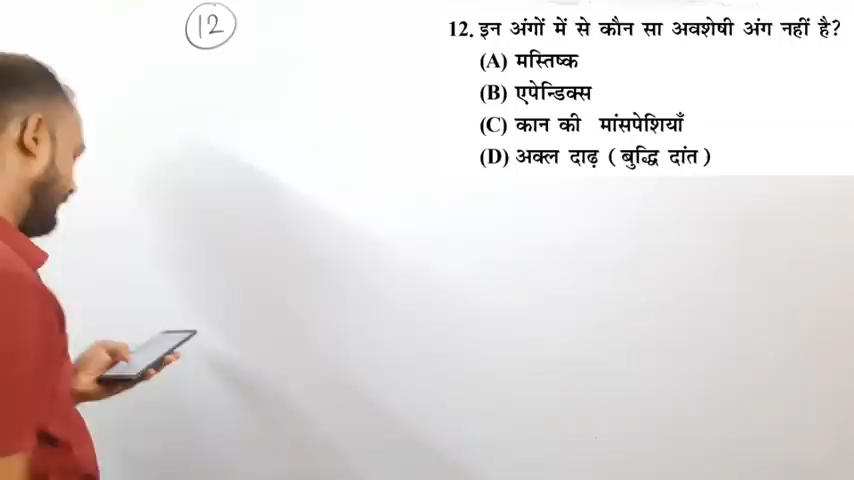 12
12. इन अंगों में से कौन सा अवशेषी अंग नहीं है?
(A) मस्तिष्क
(B) एपेन्डिक्स
(C) कान की मांसपेशियाँ
(D) अक्ल दाढ़ ( बुद्धि दांत )